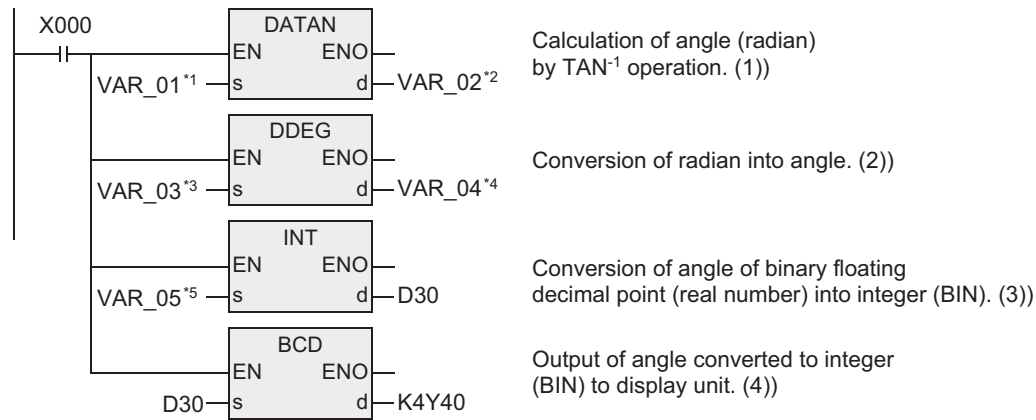 X000
DATAN
EN ENO
VAR_01*1 s d VAR_02*2
Calculation of angle (radian)
by TAN-1 operation. (1))
DDEG
EN ENO
VAR_03*3 s d VAR_04*4
Conversion of radian into angle. (2))
INT
EN ENO
VAR_05*5 s d D30
Conversion of angle of binary floating
decimal point (real number) into integer (BIN). (3))
BCD
EN ENO
D30 s d K4Y40
Output of angle converted to integer
(BIN) to display unit. (4))